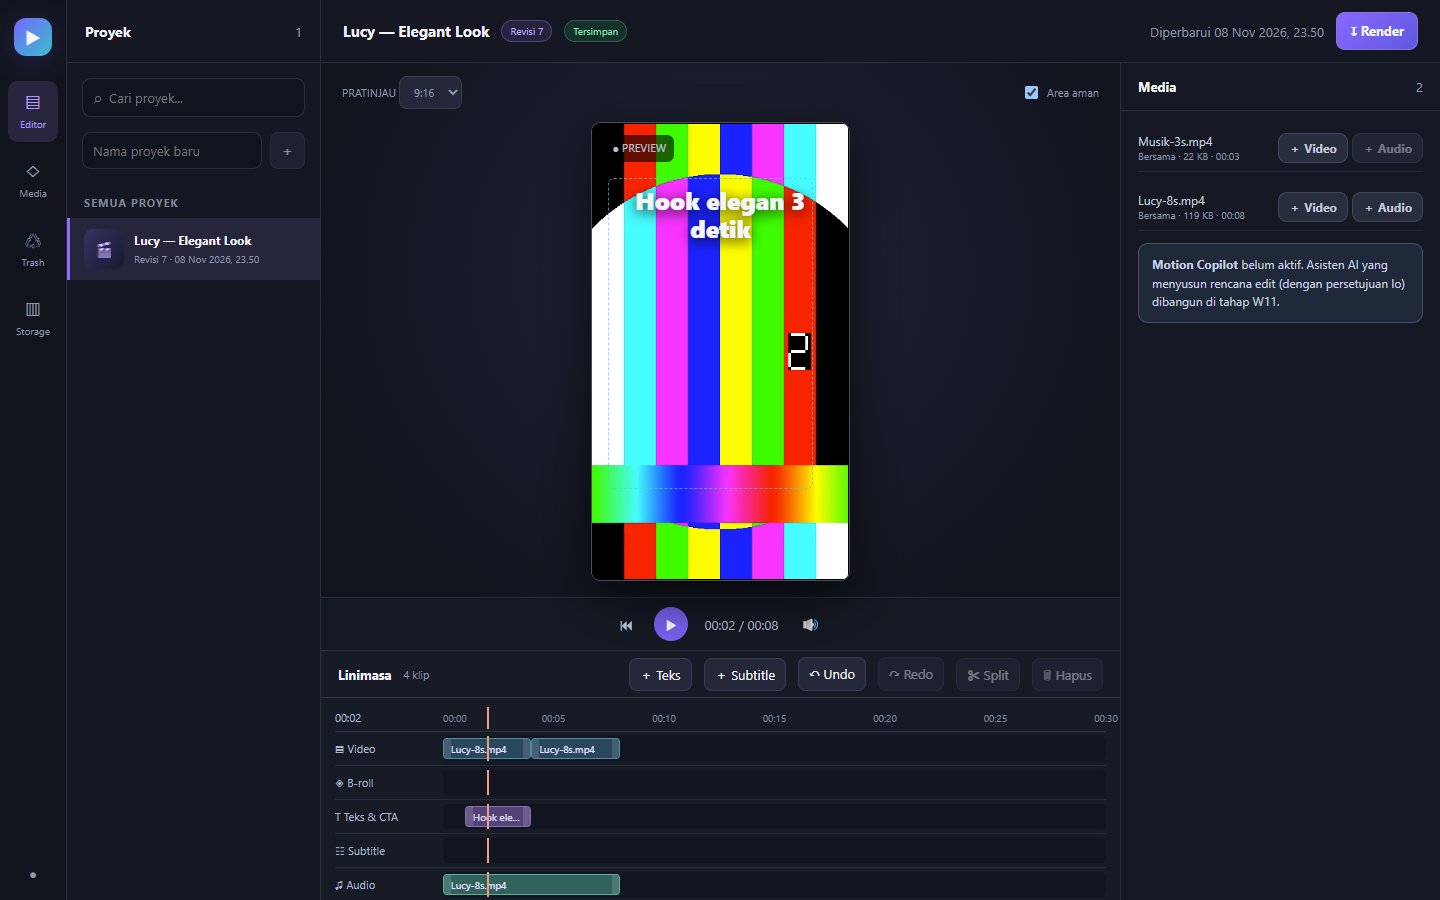 Editor
Media
Trash
Storage
Proyek
1
Cari proyek...
Nama proyek baru
+
SEMUA PROYEK
Lucy — Elegant Look
Revisi 7 · 08 Nov 2026, 23.50
Lucy — Elegant Look
Revisi 7
Tersimpan
Diperbarui 08 Nov 2026, 23.50
Render
PRATINJAU
9:16
Area aman
PREVIEW
Hook elegan 3
detik
2
00:02 / 00:08
Linimasa
4 klip
+ Teks
+ Subtitle
Undo
Redo
Split
Hapus
00:02
00:00
00:05
00:10
00:15
00:20
00:25
00:30
Video
Lucy-8s.mp4
Lucy-8s.mp4
B-roll
T Teks & CTA
Hook ele...
Subtitle
Audio
Lucy-8s.mp4
Media
2
Musik-3s.mp4
Bersama · 22 KB · 00:03
+ Video
+ Audio
Lucy-8s.mp4
Bersama · 119 KB · 00:08
+ Video
+ Audio
Motion Copilot belum aktif. Asisten AI yang
menyusun rencana edit (dengan persetujuan lo)
dibangun di tahap W11.